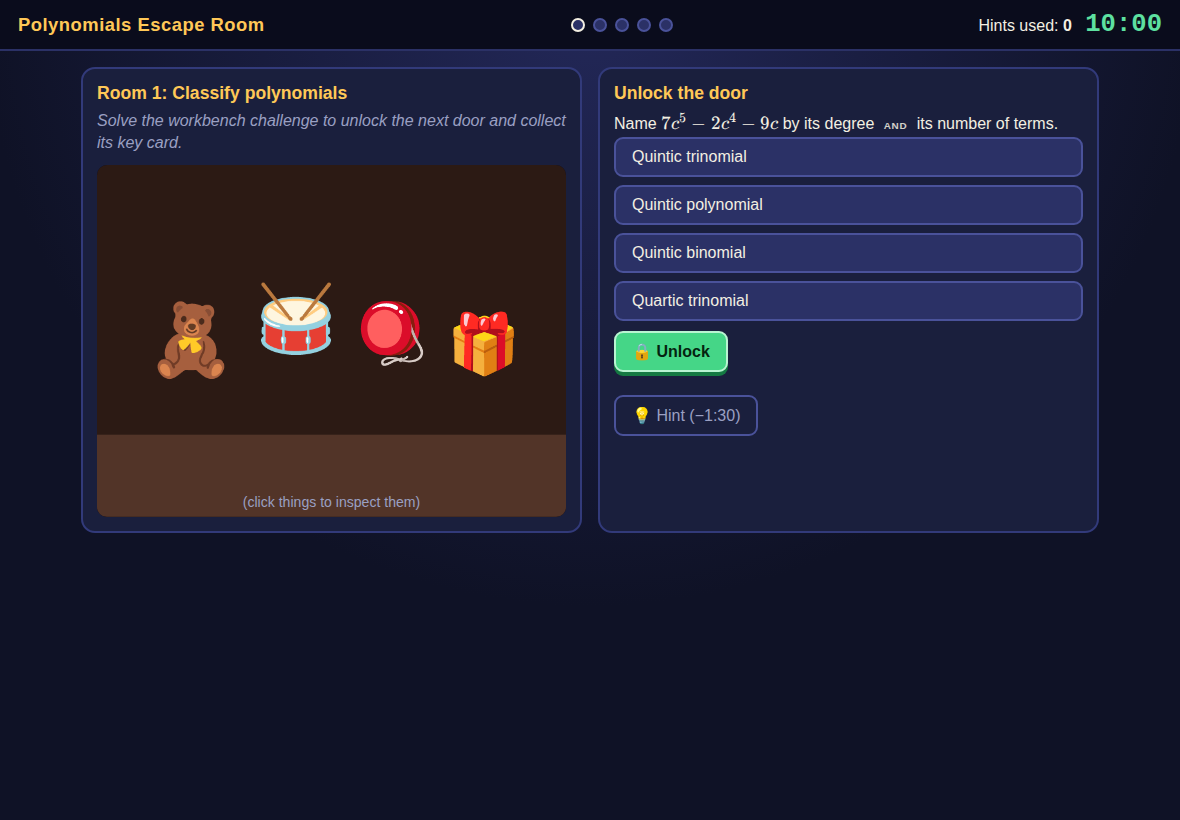 Polynomials Escape Room
Hints used: 0 10:00
Room 1: Classify polynomials
Solve the workbench challenge to unlock the next door and collect
its key card.
(click things to inspect them)
Unlock the door
Name 7c⁵ − 2c⁴ − 9c by its degree AND its number of terms.
Quintic trinomial
Quintic polynomial
Quintic binomial
Quartic trinomial
🔒 Unlock
💡 Hint (−1:30)